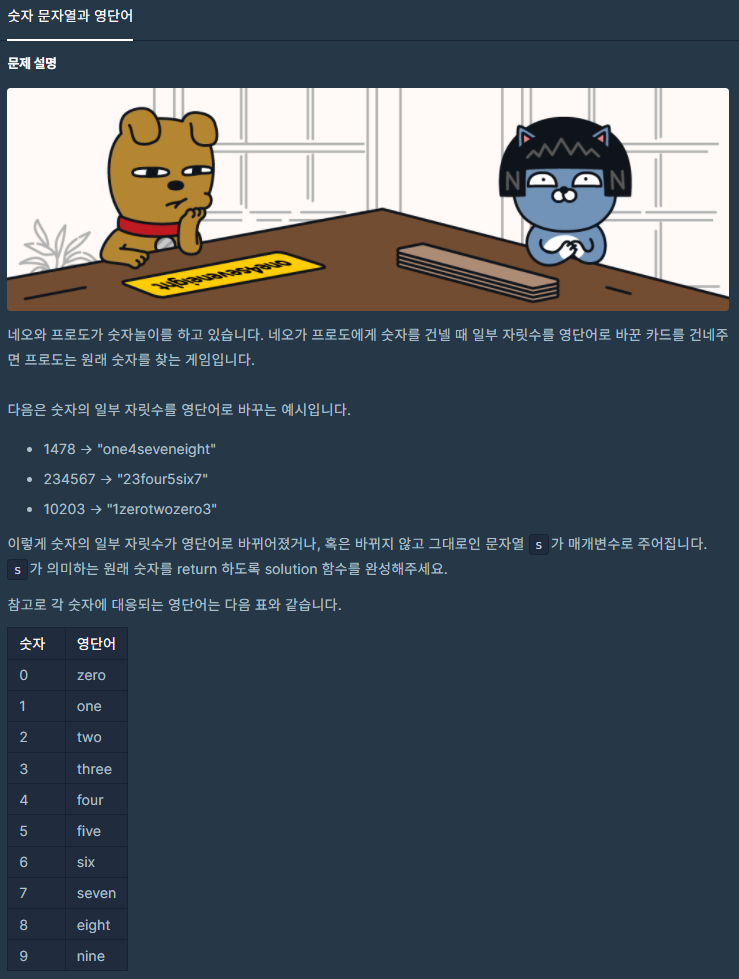 숫자 문자열과 영단어
문제 설명
one4seveneight
N
N
네오와 프로도가 숫자놀이를 하고 있습니다. 네오가 프로도에게 숫자를 건넬 때 일부 자릿수를 영단어로 바꾼 카드를 건네주
면 프로도는 원래 숫자를 찾는 게임입니다.
다음은 숫자의 일부 자릿수를 영단어로 바꾸는 예시입니다.
• 1478 → "one4seveneight"
• 234567 → "23four5six7"
• 10203 → "1zerotwozero3"
이렇게 숫자의 일부 자릿수가 영단어로 바뀌어졌거나, 혹은 바뀌지 않고 그대로인 문자열 s 가 매개변수로 주어집니다.
s 가 의미하는 원래 숫자를 return 하도록 solution 함수를 완성해주세요.
참고로 각 숫자에 대응되는 영단어는 다음 표와 같습니다.
숫자 영단어
0 zero
1 one
2 two
3 three
4 four
5 five
6 six
7 seven
8 eight
9 nine